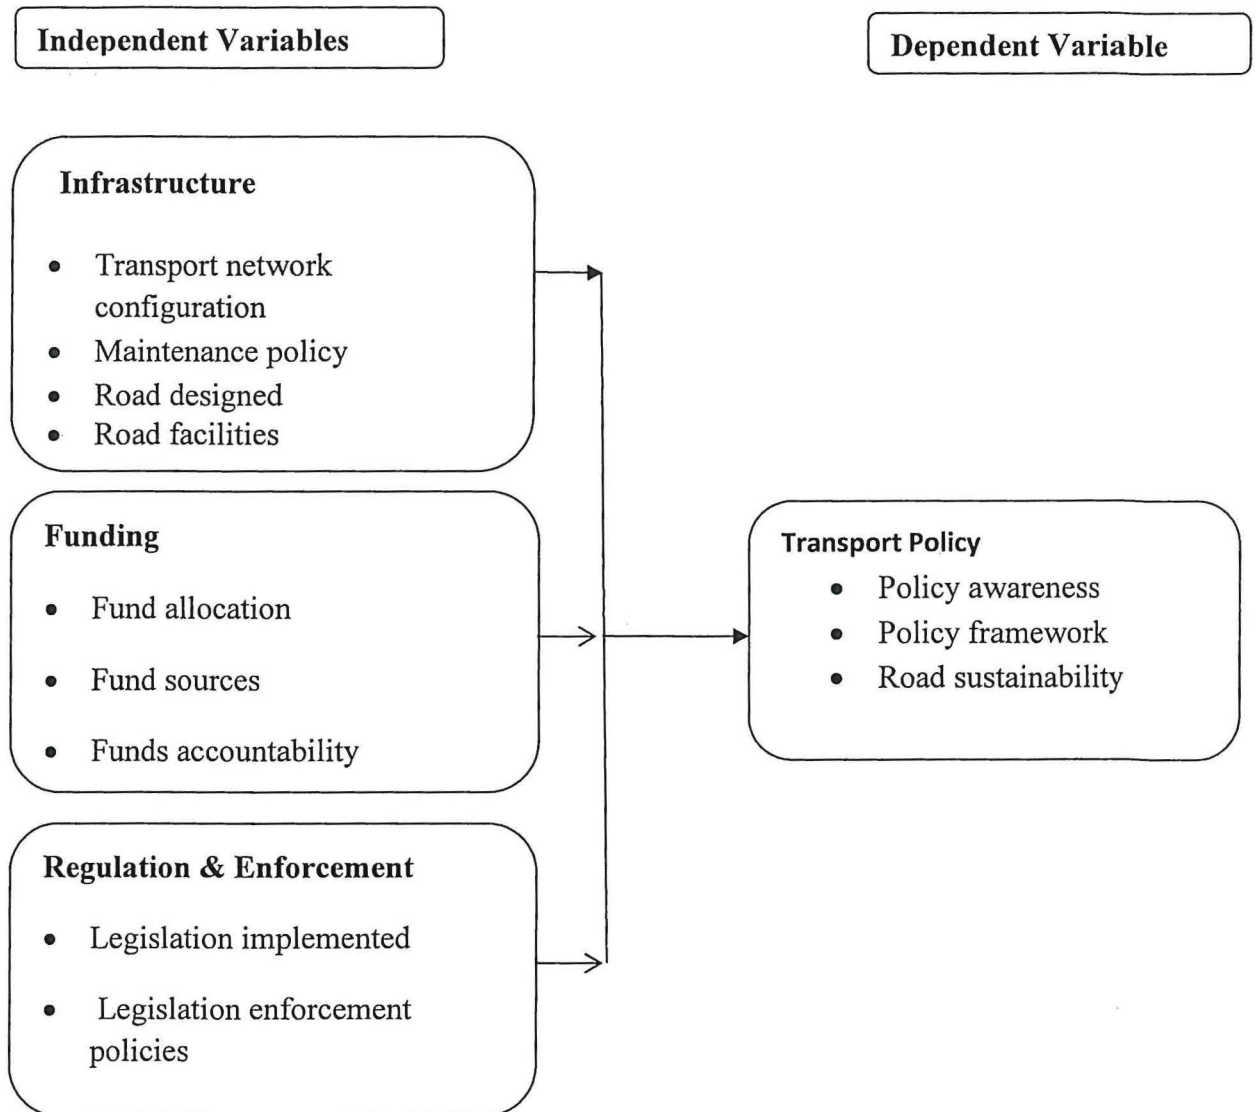 Independent Variables
Dependent Variable
Infrastructure
• Transport network
configuration
• Maintenance policy
• Road designed
• Road facilities
Funding
• Fund allocation
• Fund sources
• Funds accountability
Transport Policy
• Policy awareness
• Policy framework
• Road sustainability
Regulation & Enforcement
• Legislation implemented
• Legislation enforcement
policies